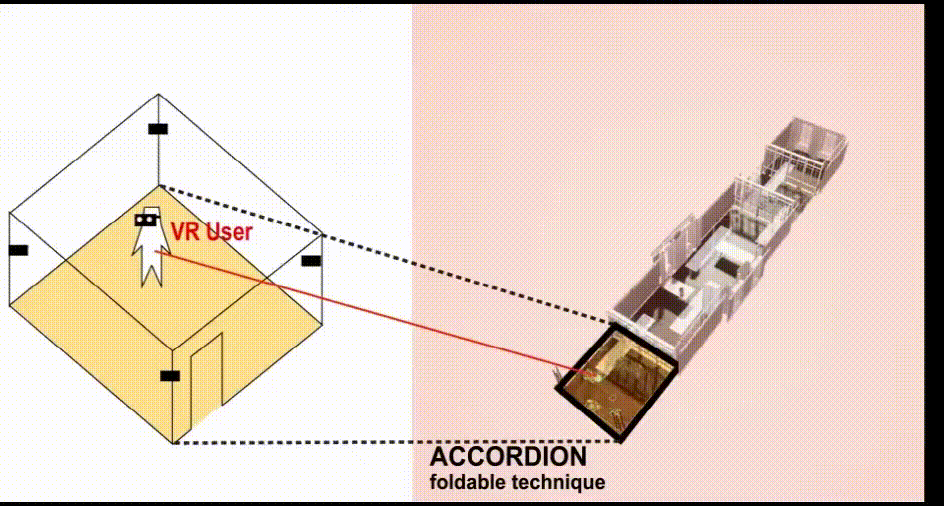 VR User
ACCORDION
foldable technique